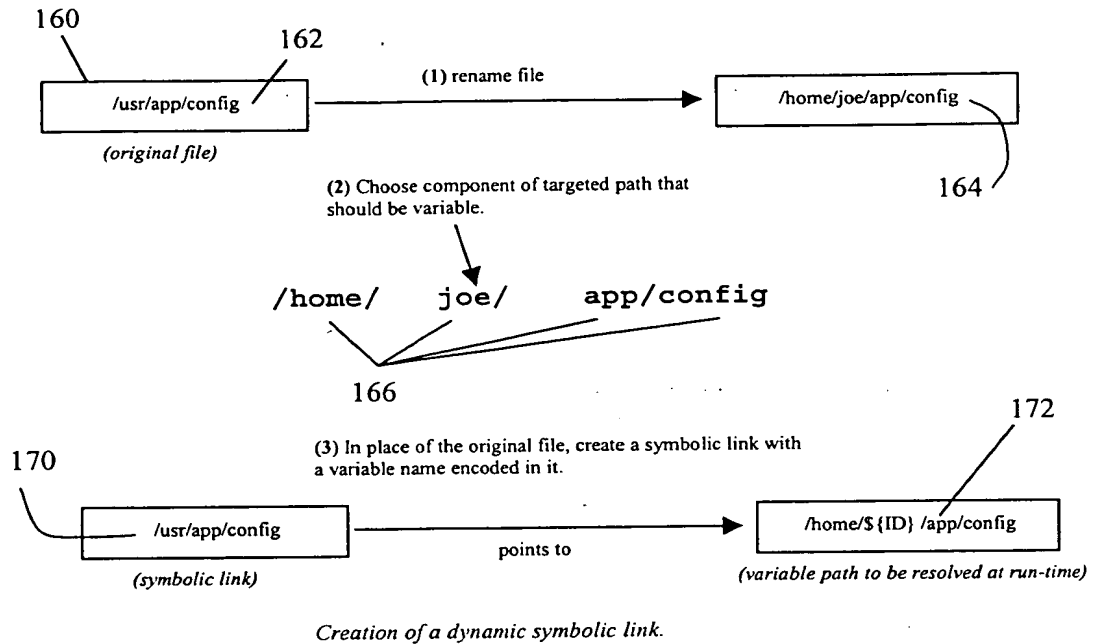 160
162
/usr/app/config
(1) rename file
/home/joe/app/config
(original file)
164
(2) Choose component of targeted path that
should be variable.
/home/ joe/ app/config
166
172
(3) In place of the original file, create a symbolic link with
a variable name encoded in it.
170
/usr/app/config
points to
/home/${ID} /app/config
(symbolic link)
(variable path to be resolved at run-time)
Creation of a dynamic symbolic link.